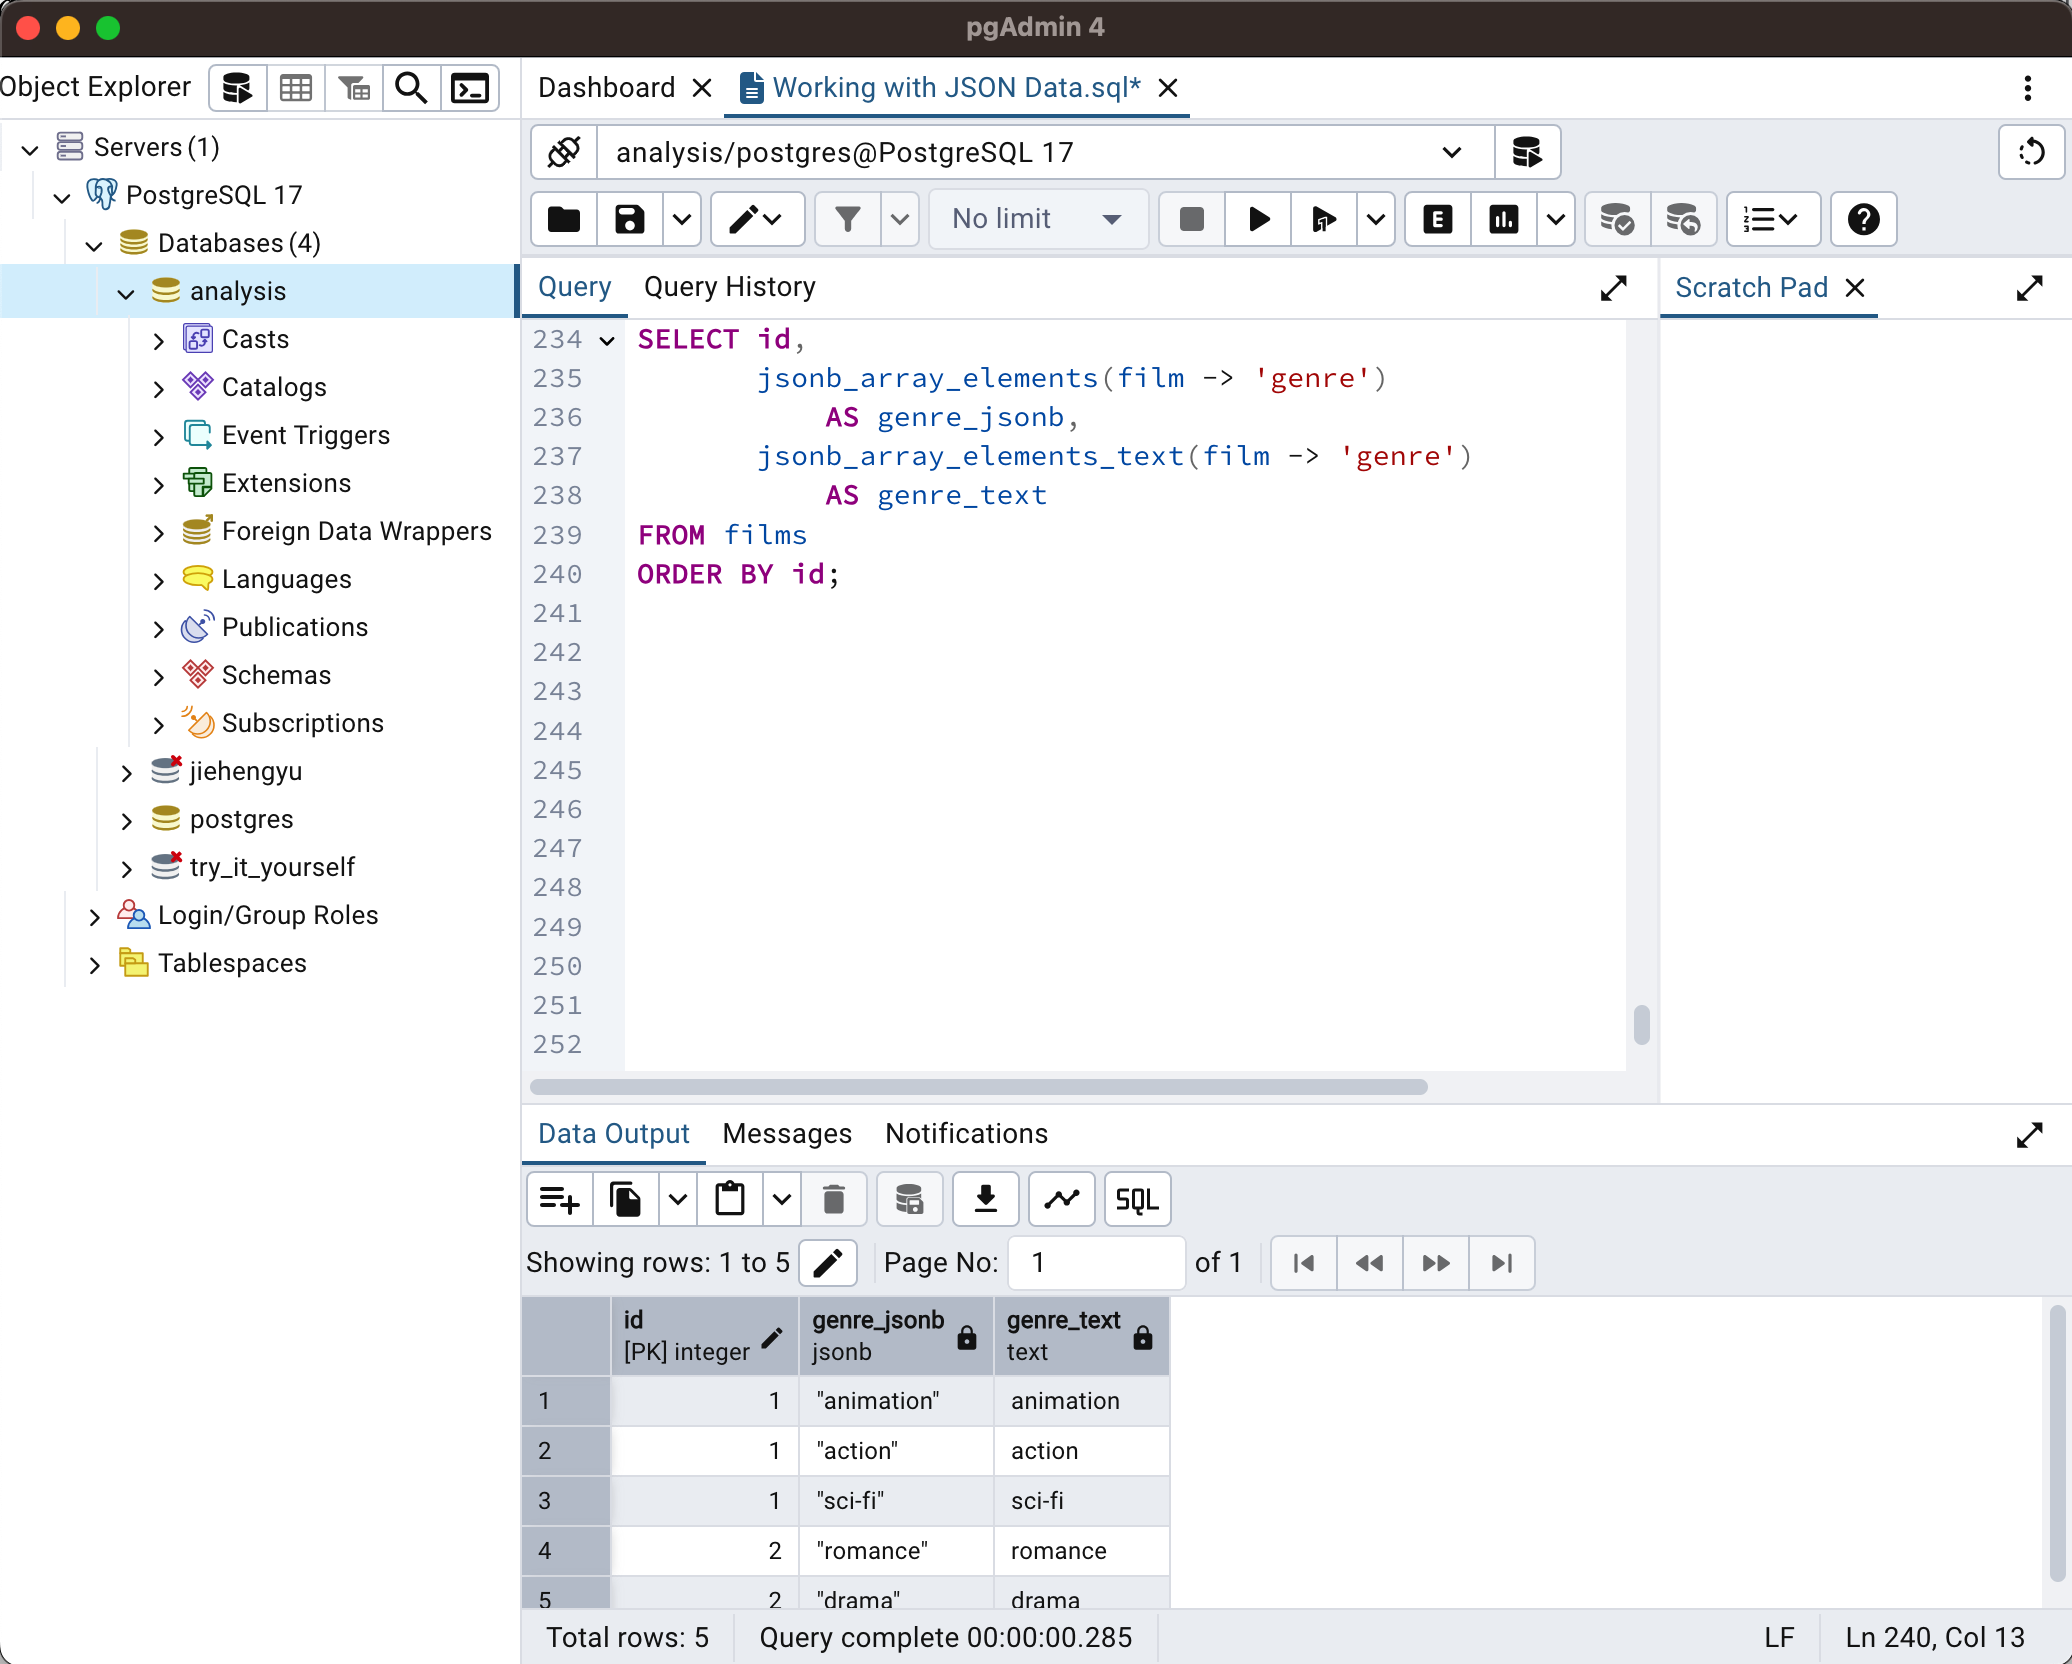 pgAdmin 4
Object Explorer
Servers (1)
PostgreSQL 17
Databases (4)
analysis
Casts
Catalogs
Event Triggers
Extensions
Foreign Data Wrappers
Languages
Publications
Schemas
Subscriptions
jiehengyu
postgres
try_it_yourself
Login/Group Roles
Tablespaces
Dashboard
Working with JSON Data.sql*
analysis/postgres@PostgreSQL 17
No limit
E
Query
Query History
Scratch Pad
234 SELECT id,
235 jsonb_array_elements(film -> 'genre')
236 AS genre_jsonb,
237 jsonb_array_elements_text(film -> 'genre')
238 AS genre_text
239 FROM films
240 ORDER BY id;
241
242
243
244
245
246
247
248
249
250
251
252
Data Output
Messages
Notifications
SQL
Showing rows: 1 to 5
Page No: 1 of 1
id genre_jsonb genre_text
[PK] integer jsonb text
1 1 "animation" animation
2 1 "action" action
3 1 "sci-fi" sci-fi
4 2 "romance" romance
5 2 "drama" drama
Total rows: 5
Query complete 00:00:00.285
LF
Ln 240, Col 13